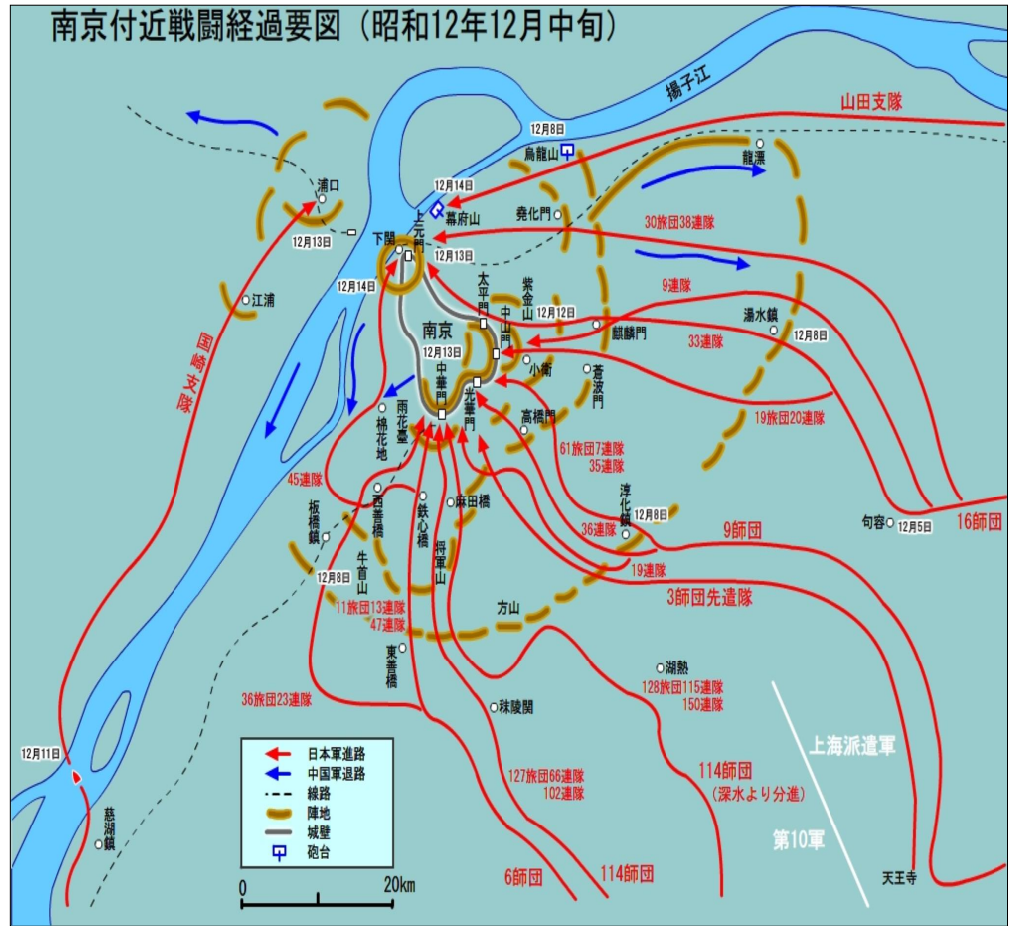 南京付近戦闘経過要図（昭和12年12月中旬）
揚子江
山田支隊
12月8日
烏龍山
龍潭
浦口
12月14日
幕府山
堯化門
上元門
下関
12月13日
12月13日
30旅団38連隊
12月14日
太平門
紫金山
9連隊
江浦
中山門
12月12日
湯水鎮
南京
麒麟門
33連隊
12月8日
国崎支隊
12月13日
小衛
蒼波門
中華門
光華門
雨花臺
棉花地
高橋門
19旅団20連隊
61旅団7連隊
35連隊
45連隊
西善橋
鉄心橋
麻田橋
淳化鎮
12月8日
句容
12月5日
16師団
板橋鎮
36連隊
9師団
牛首山
将軍山
19連隊
12月8日
3師団先遣隊
11旅団13連隊
47連隊
方山
東善橋
湖熟
128旅団115連隊
150連隊
36旅団23連隊
秣陵関
上海派遣軍
12月11日
日本軍進路
中国軍退路
線路
陣地
城壁
砲台
127旅団66連隊
102連隊
114師団
（溧水より分進）
慈湖鎮
第10軍
6師団
114師団
天王寺
0
20km